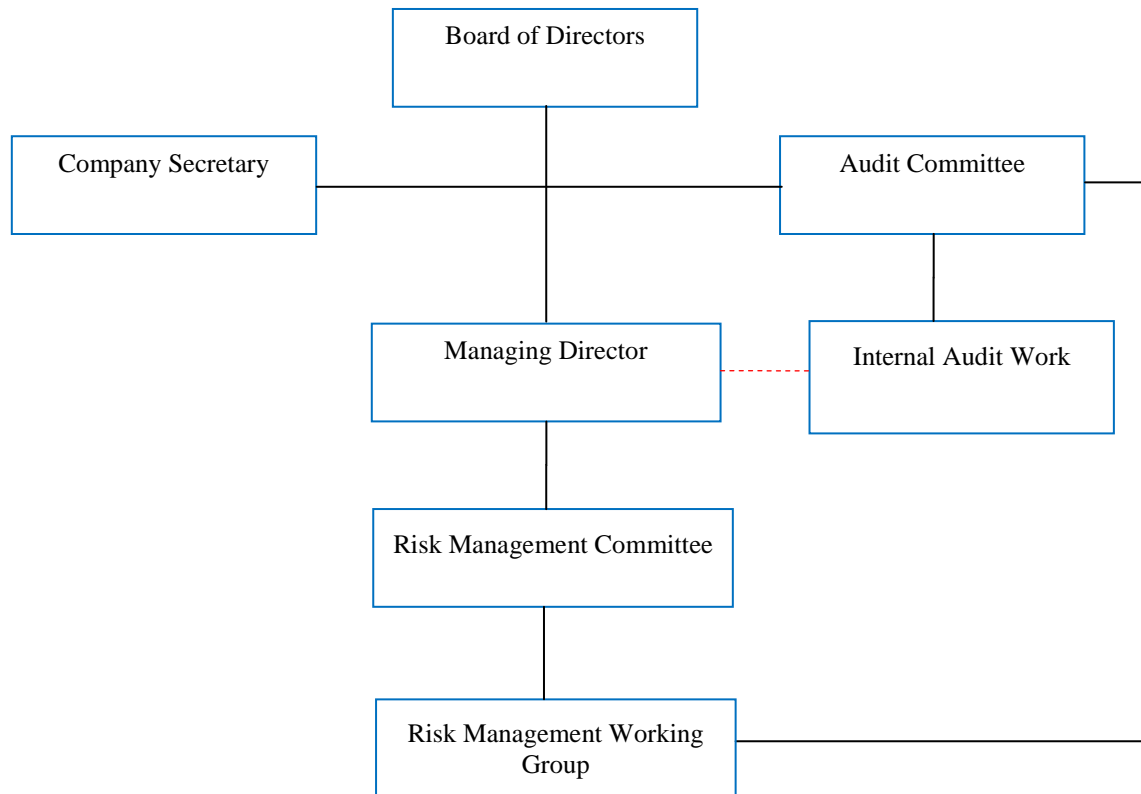 Board of Directors
Company Secretary
Audit Committee
Managing Director
Internal Audit Work
Risk Management Committee
Risk Management Working
Group